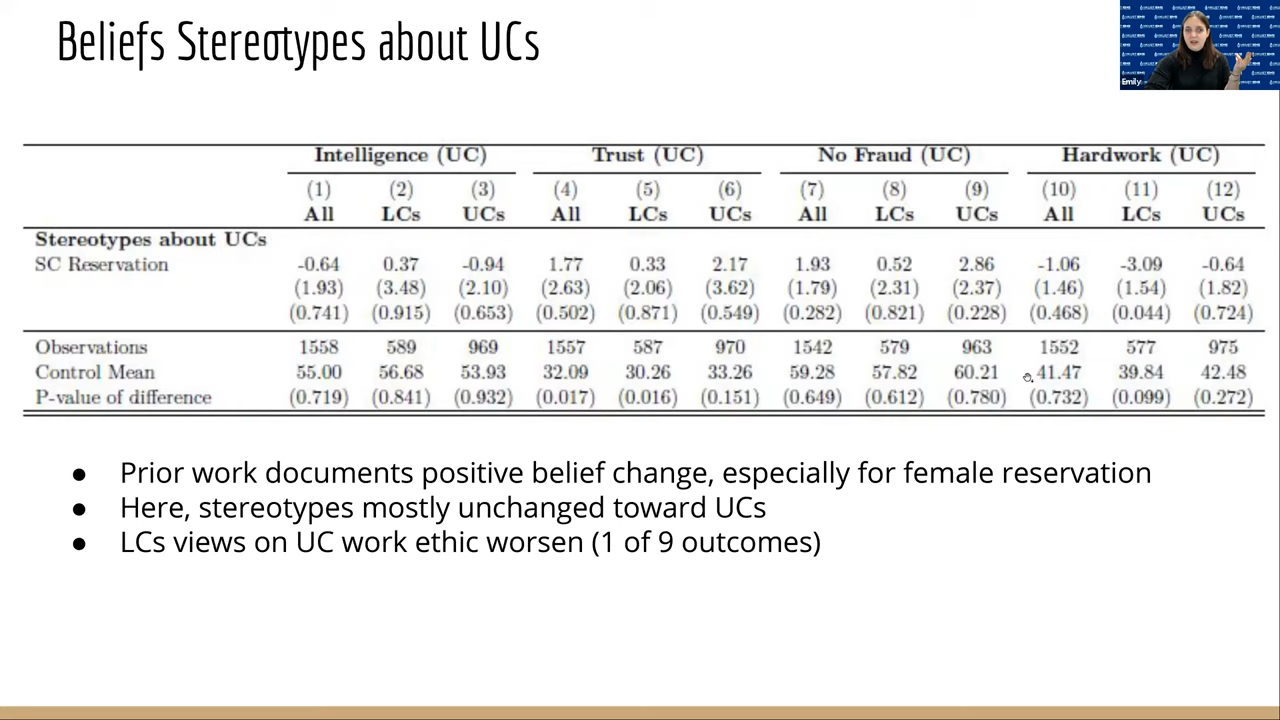 Beliefs Stereotypes about UCs
Emily
Intelligence (UC) Trust (UC) No Fraud (UC) Hardwork (UC)
(1) (2) (3) (4) (5) (6) (7) (8) (9) (10) (11) (12)
All LCs UCs All LCs UCs All LCs UCs All LCs UCs
Stereotypes about UCs
SC Reservation -0.64 0.37 -0.94 1.77 0.33 2.17 1.93 0.52 2.86 -1.06 -3.09 -0.64
(1.93) (3.48) (2.10) (2.63) (2.06) (3.62) (1.79) (2.31) (2.37) (1.46) (1.54) (1.82)
(0.741) (0.915) (0.653) (0.502) (0.871) (0.549) (0.282) (0.821) (0.228) (0.468) (0.044) (0.724)
Observations 1558 589 969 1557 587 970 1542 579 963 1552 577 975
Control Mean 55.00 56.68 53.93 32.09 30.26 33.26 59.28 57.82 60.21 41.47 39.84 42.48
P-value of difference (0.719) (0.841) (0.932) (0.017) (0.016) (0.151) (0.649) (0.612) (0.780) (0.732) (0.099) (0.272)
● Prior work documents positive belief change, especially for female reservation
● Here, stereotypes mostly unchanged toward UCs
● LCs views on UC work ethic worsen (1 of 9 outcomes)